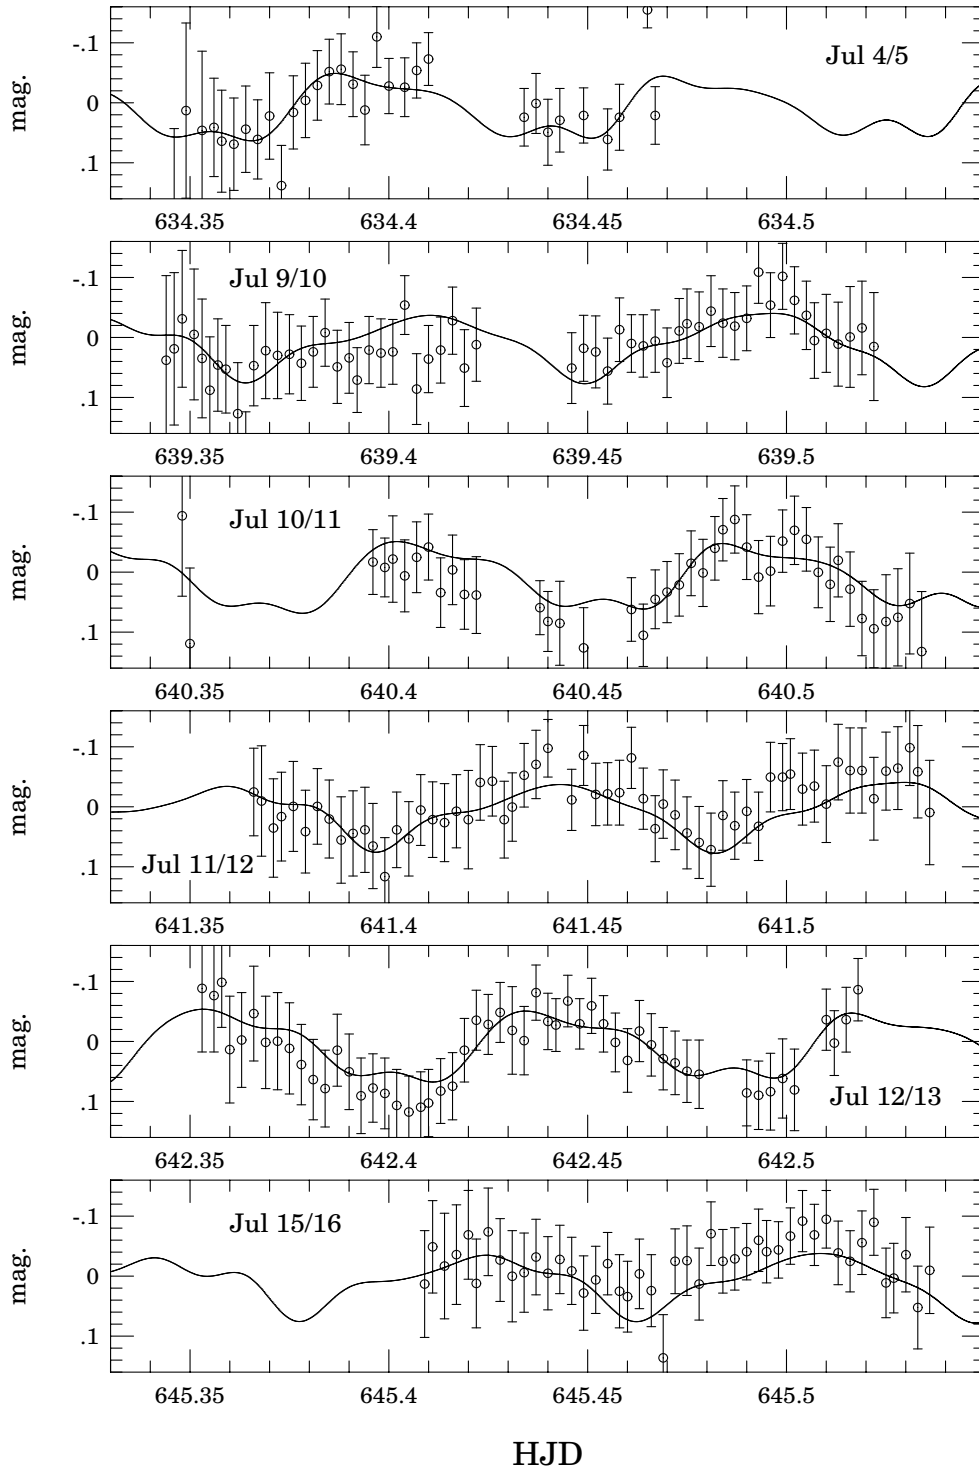 mag.
-.1
0
.1
Jul 4/5
634.35 634.4 634.45 634.5
mag.
-.1
0
.1
Jul 9/10
639.35 639.4 639.45 639.5
mag.
-.1
0
.1
Jul 10/11
640.35 640.4 640.45 640.5
mag.
-.1
0
.1
Jul 11/12
641.35 641.4 641.45 641.5
mag.
-.1
0
.1
Jul 12/13
642.35 642.4 642.45 642.5
mag.
-.1
0
.1
Jul 15/16
645.35 645.4 645.45 645.5
HJD